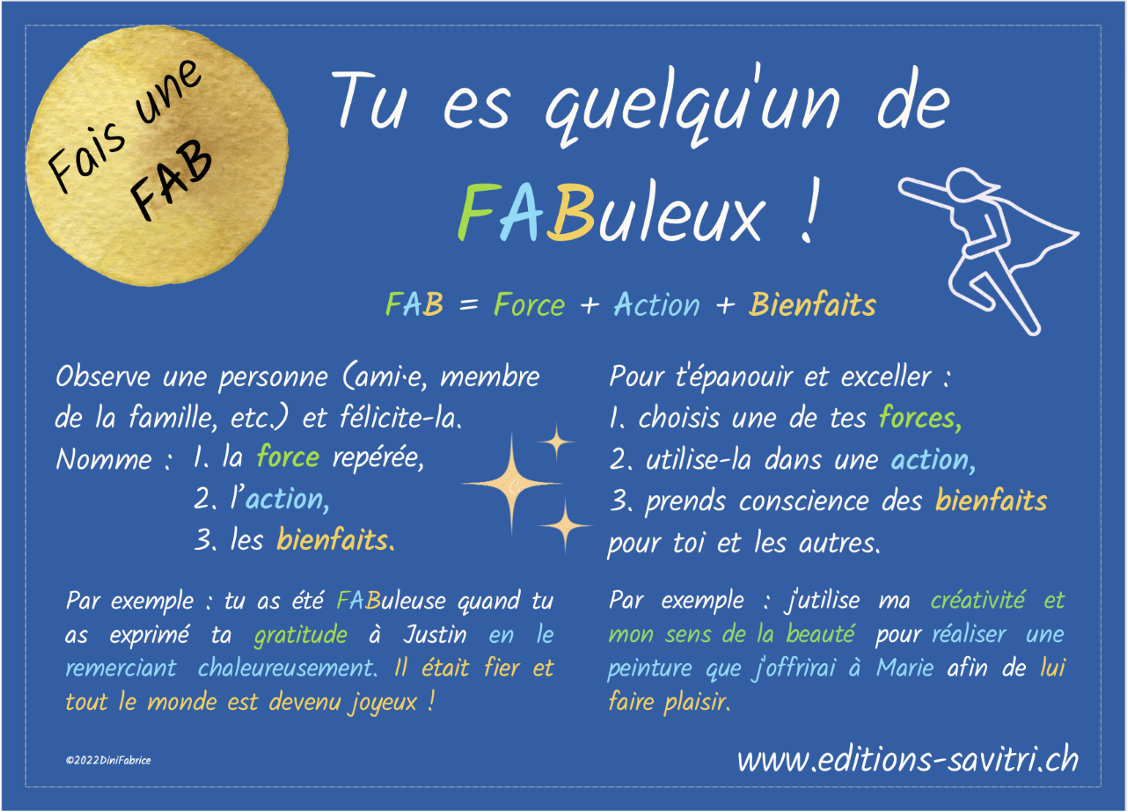 Fais une
FAB
Tu es quelqu'un de
FABuleux !
FAB = Force + Action + Bienfaits
Observe une personne (ami·e, membre
de la famille, etc.) et félicite-la.
Nomme : 1. la force repérée,
2. l’action,
3. les bienfaits.
Par exemple : tu as été FABuleuse quand tu
as exprimé ta gratitude à Justin en le
remerciant chaleureusement. Il était fier et
tout le monde est devenu joyeux !
Pour t'épanouir et exceller :
1. choisis une de tes forces,
2. utilise-la dans une action,
3. prends conscience des bienfaits
pour toi et les autres.
Par exemple : j'utilise ma créativité et
mon sens de la beauté pour réaliser une
peinture que j'offrirai à Marie afin de lui
faire plaisir.
©2022DiniFabrice
www.editions-savitri.ch